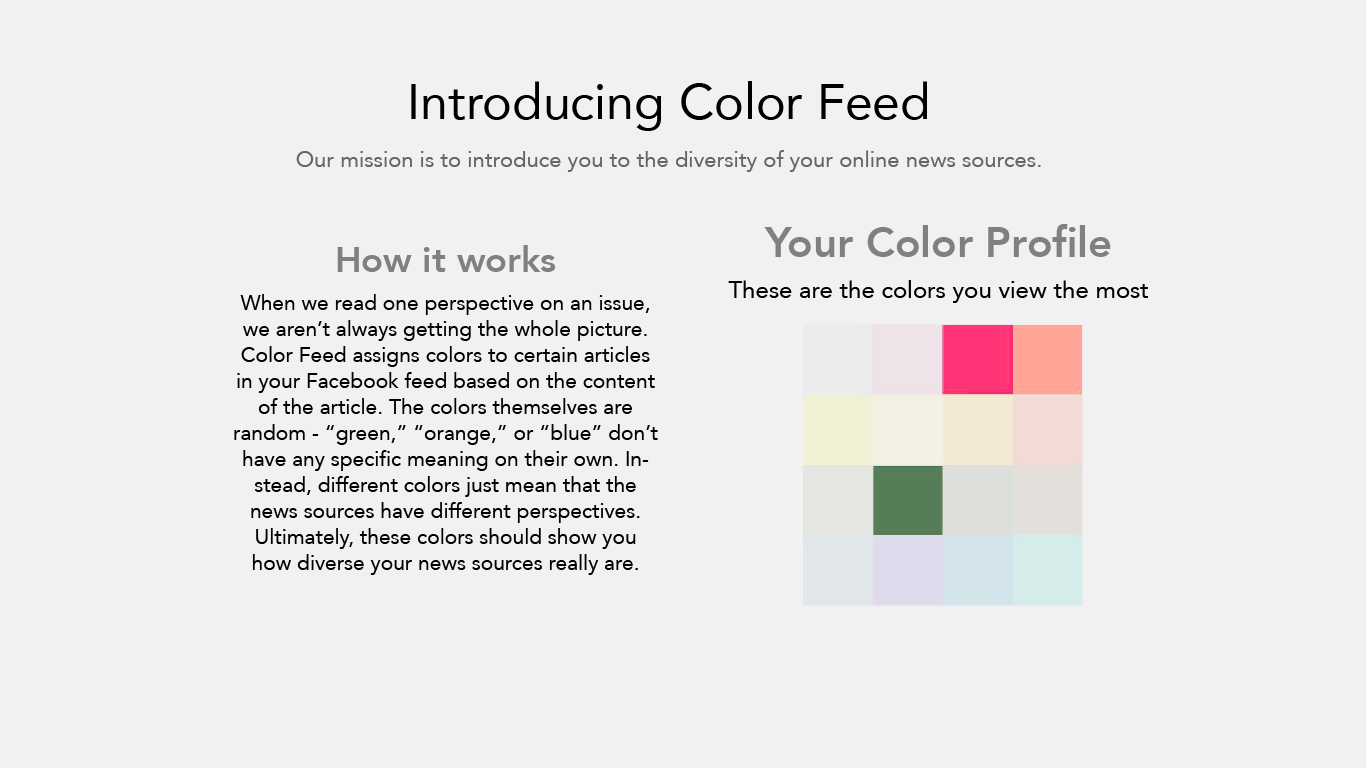 Introducing Color Feed
Our mission is to introduce you to the diversity of your online news sources.
How it works
When we read one perspective on an issue,
we aren’t always getting the whole picture.
Color Feed assigns colors to certain articles
in your Facebook feed based on the content
of the article. The colors themselves are
random - “green,” “orange,” or “blue” don’t
have any specific meaning on their own. In-
stead, different colors just mean that the
news sources have different perspectives.
Ultimately, these colors should show you
how diverse your news sources really are.
Your Color Profile
These are the colors you view the most